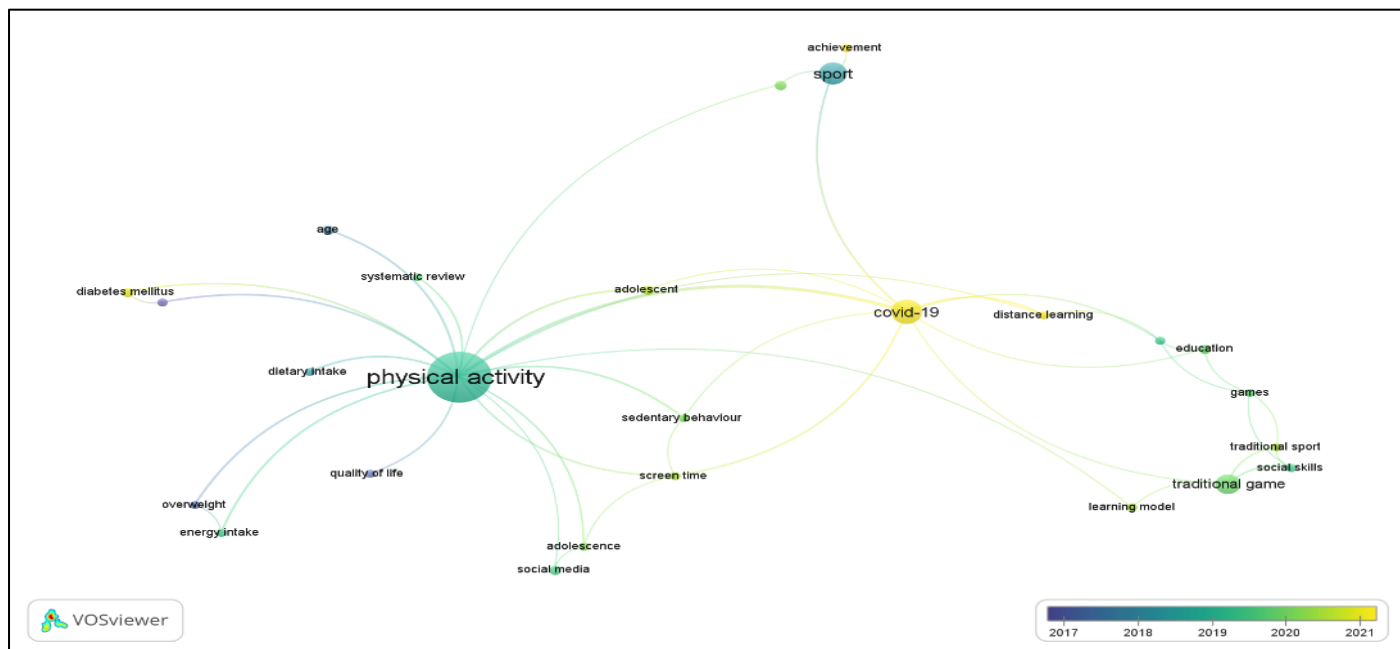 achievement
sport
age
systematic review
diabetes mellitus
adolescent
covid-19
distance learning
education
dietary intake
physical activity
games
sedentary behaviour
traditional sport
quality of life
screen time
social skills
traditional game
overweight
learning model
energy intake
adolescence
social media
VOSviewer
2017 2018 2019 2020 2021